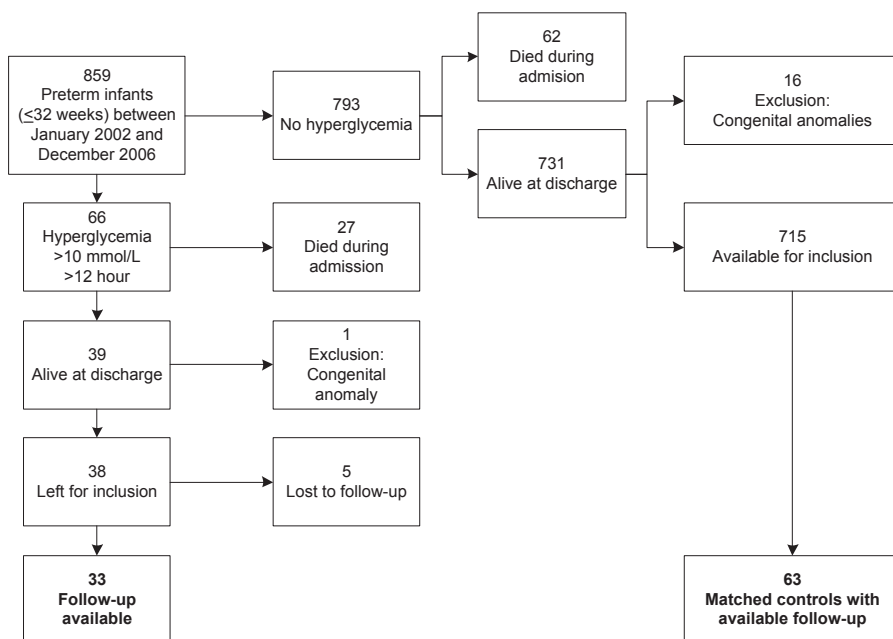 859
Preterm infants
(≤32 weeks) between
January 2002 and
December 2006
793
No hyperglycemia
62
Died during
admision
731
Alive at discharge
16
Exclusion:
Congenital anomalies
715
Available for inclusion
66
Hyperglycemia
>10 mmol/L
>12 hour
27
Died during
admission
39
Alive at discharge
1
Exclusion:
Congenital
anomaly
38
Left for inclusion
5
Lost to follow-up
33
Follow-up
available
63
Matched controls with
available follow-up